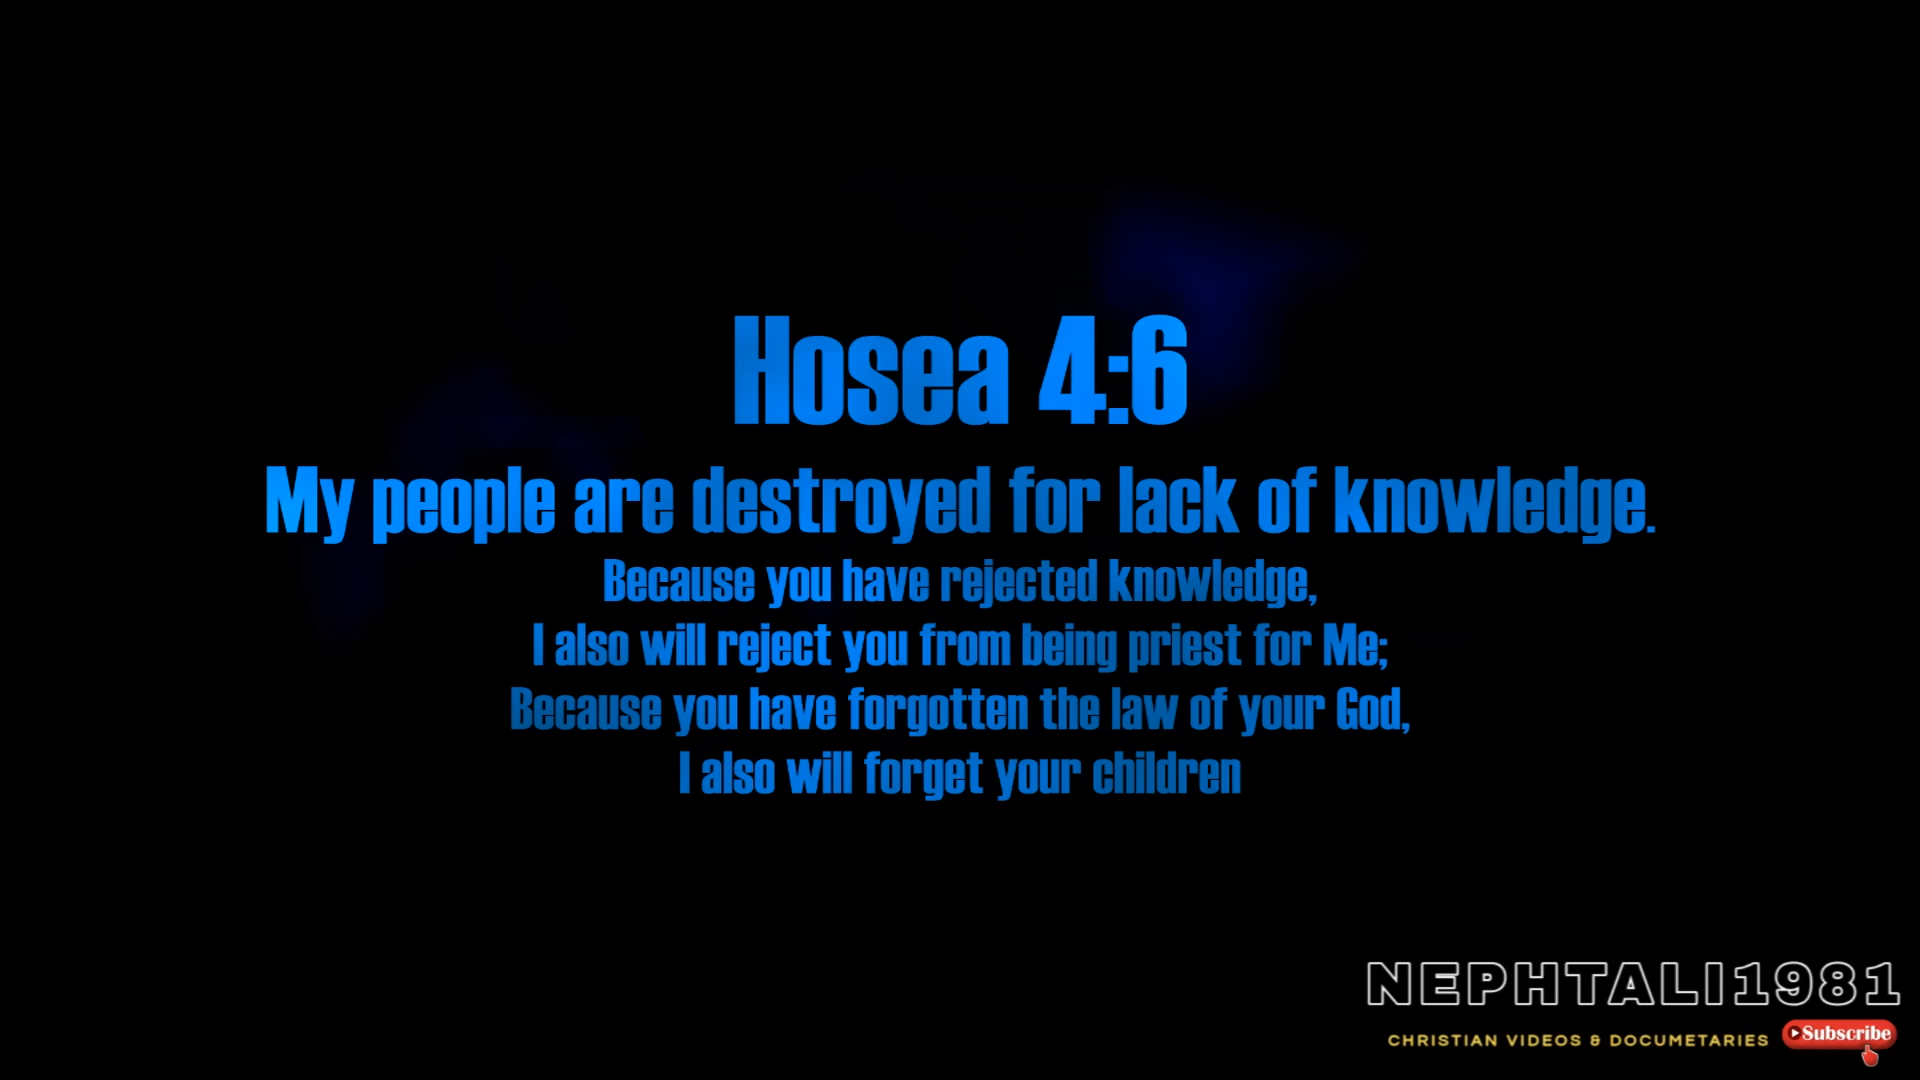 Hosea 4:6
My people are destroyed for lack of knowledge.
Because you have rejected knowledge,
I also will reject you from being priest for Me;
Because you have forgotten the law of your God,
I also will forget your children
NEPHTALI1981
CHRISTIAN VIDEOS & DOCUMETARIES
Subscribe